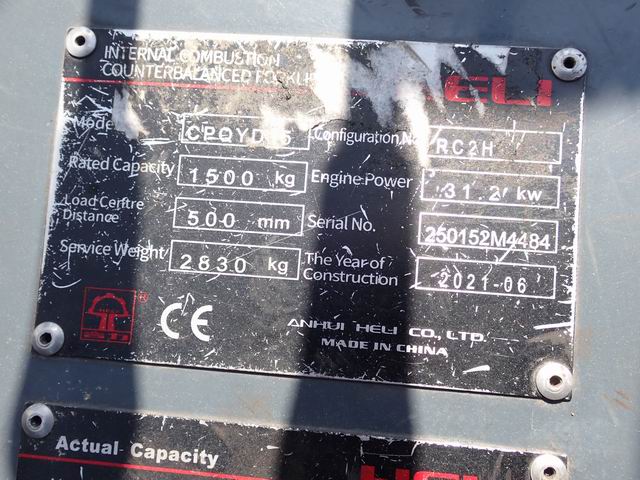 INTERNAL COMBUSTION
COUNTERBALANCED
HELI
Model
Configuration No.
RC2H
Rated Capacity
1500 kg
Engine Power
31.2 kw
Load Centre
Distance
500 mm
Serial No.
250152M4484
Service Weight
2830 kg
The Year of
Construction
2021-06
CE
ANHUI HELI CO., LTD.
MADE IN CHINA
Actual Capacity
HELI